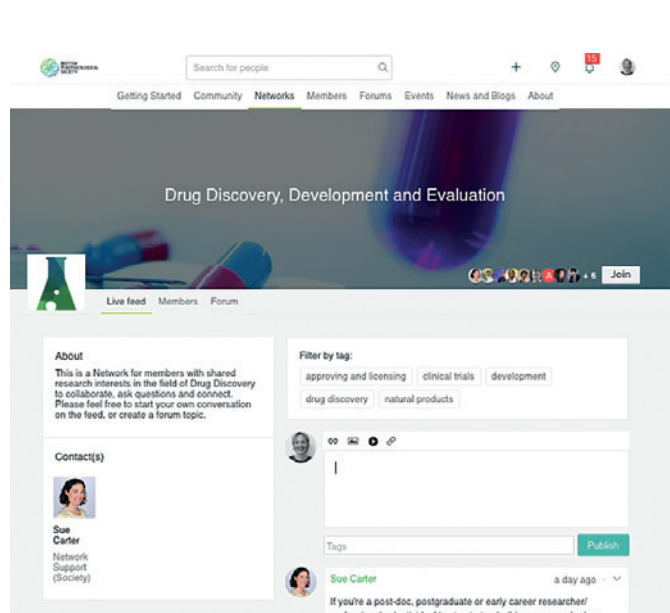 BRITISH
PHARMACOLOGICAL
SOCIETY
Search for people
15
Getting Started Community Networks Members Forums Events News and Blogs About
Drug Discovery, Development and Evaluation
A
+ 6 Join
Live feed Members Forum
About
This is a Network for members with shared
research interests in the field of Drug Discovery
to collaborate, ask questions and connect.
Please feel free to start your own conversation
on the feed, or create a forum topic.
Contact(s)
Sue
Carter
Network
Support
(Society)
Filter by tag:
approving and licensing clinical trials development
drug discovery natural products
Tags
Publish
Sue Carter a day ago
If you're a post-doc, postgraduate or early career researcher/